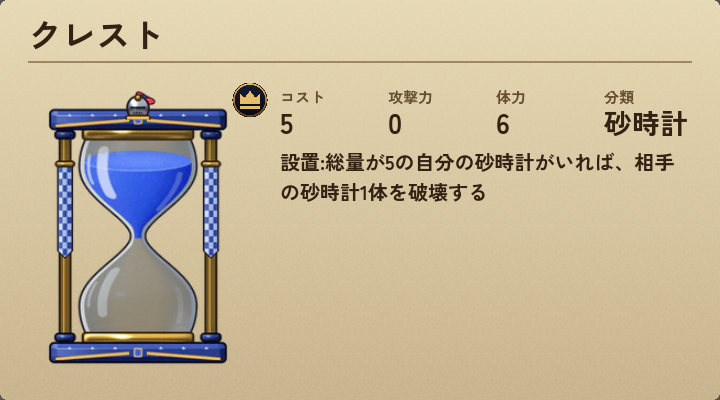 クレスト
コスト 攻撃力 体力 分類
5 0 6 砂時計
設置:総量が5の自分の砂時計がいれば、相手
の砂時計1体を破壊する